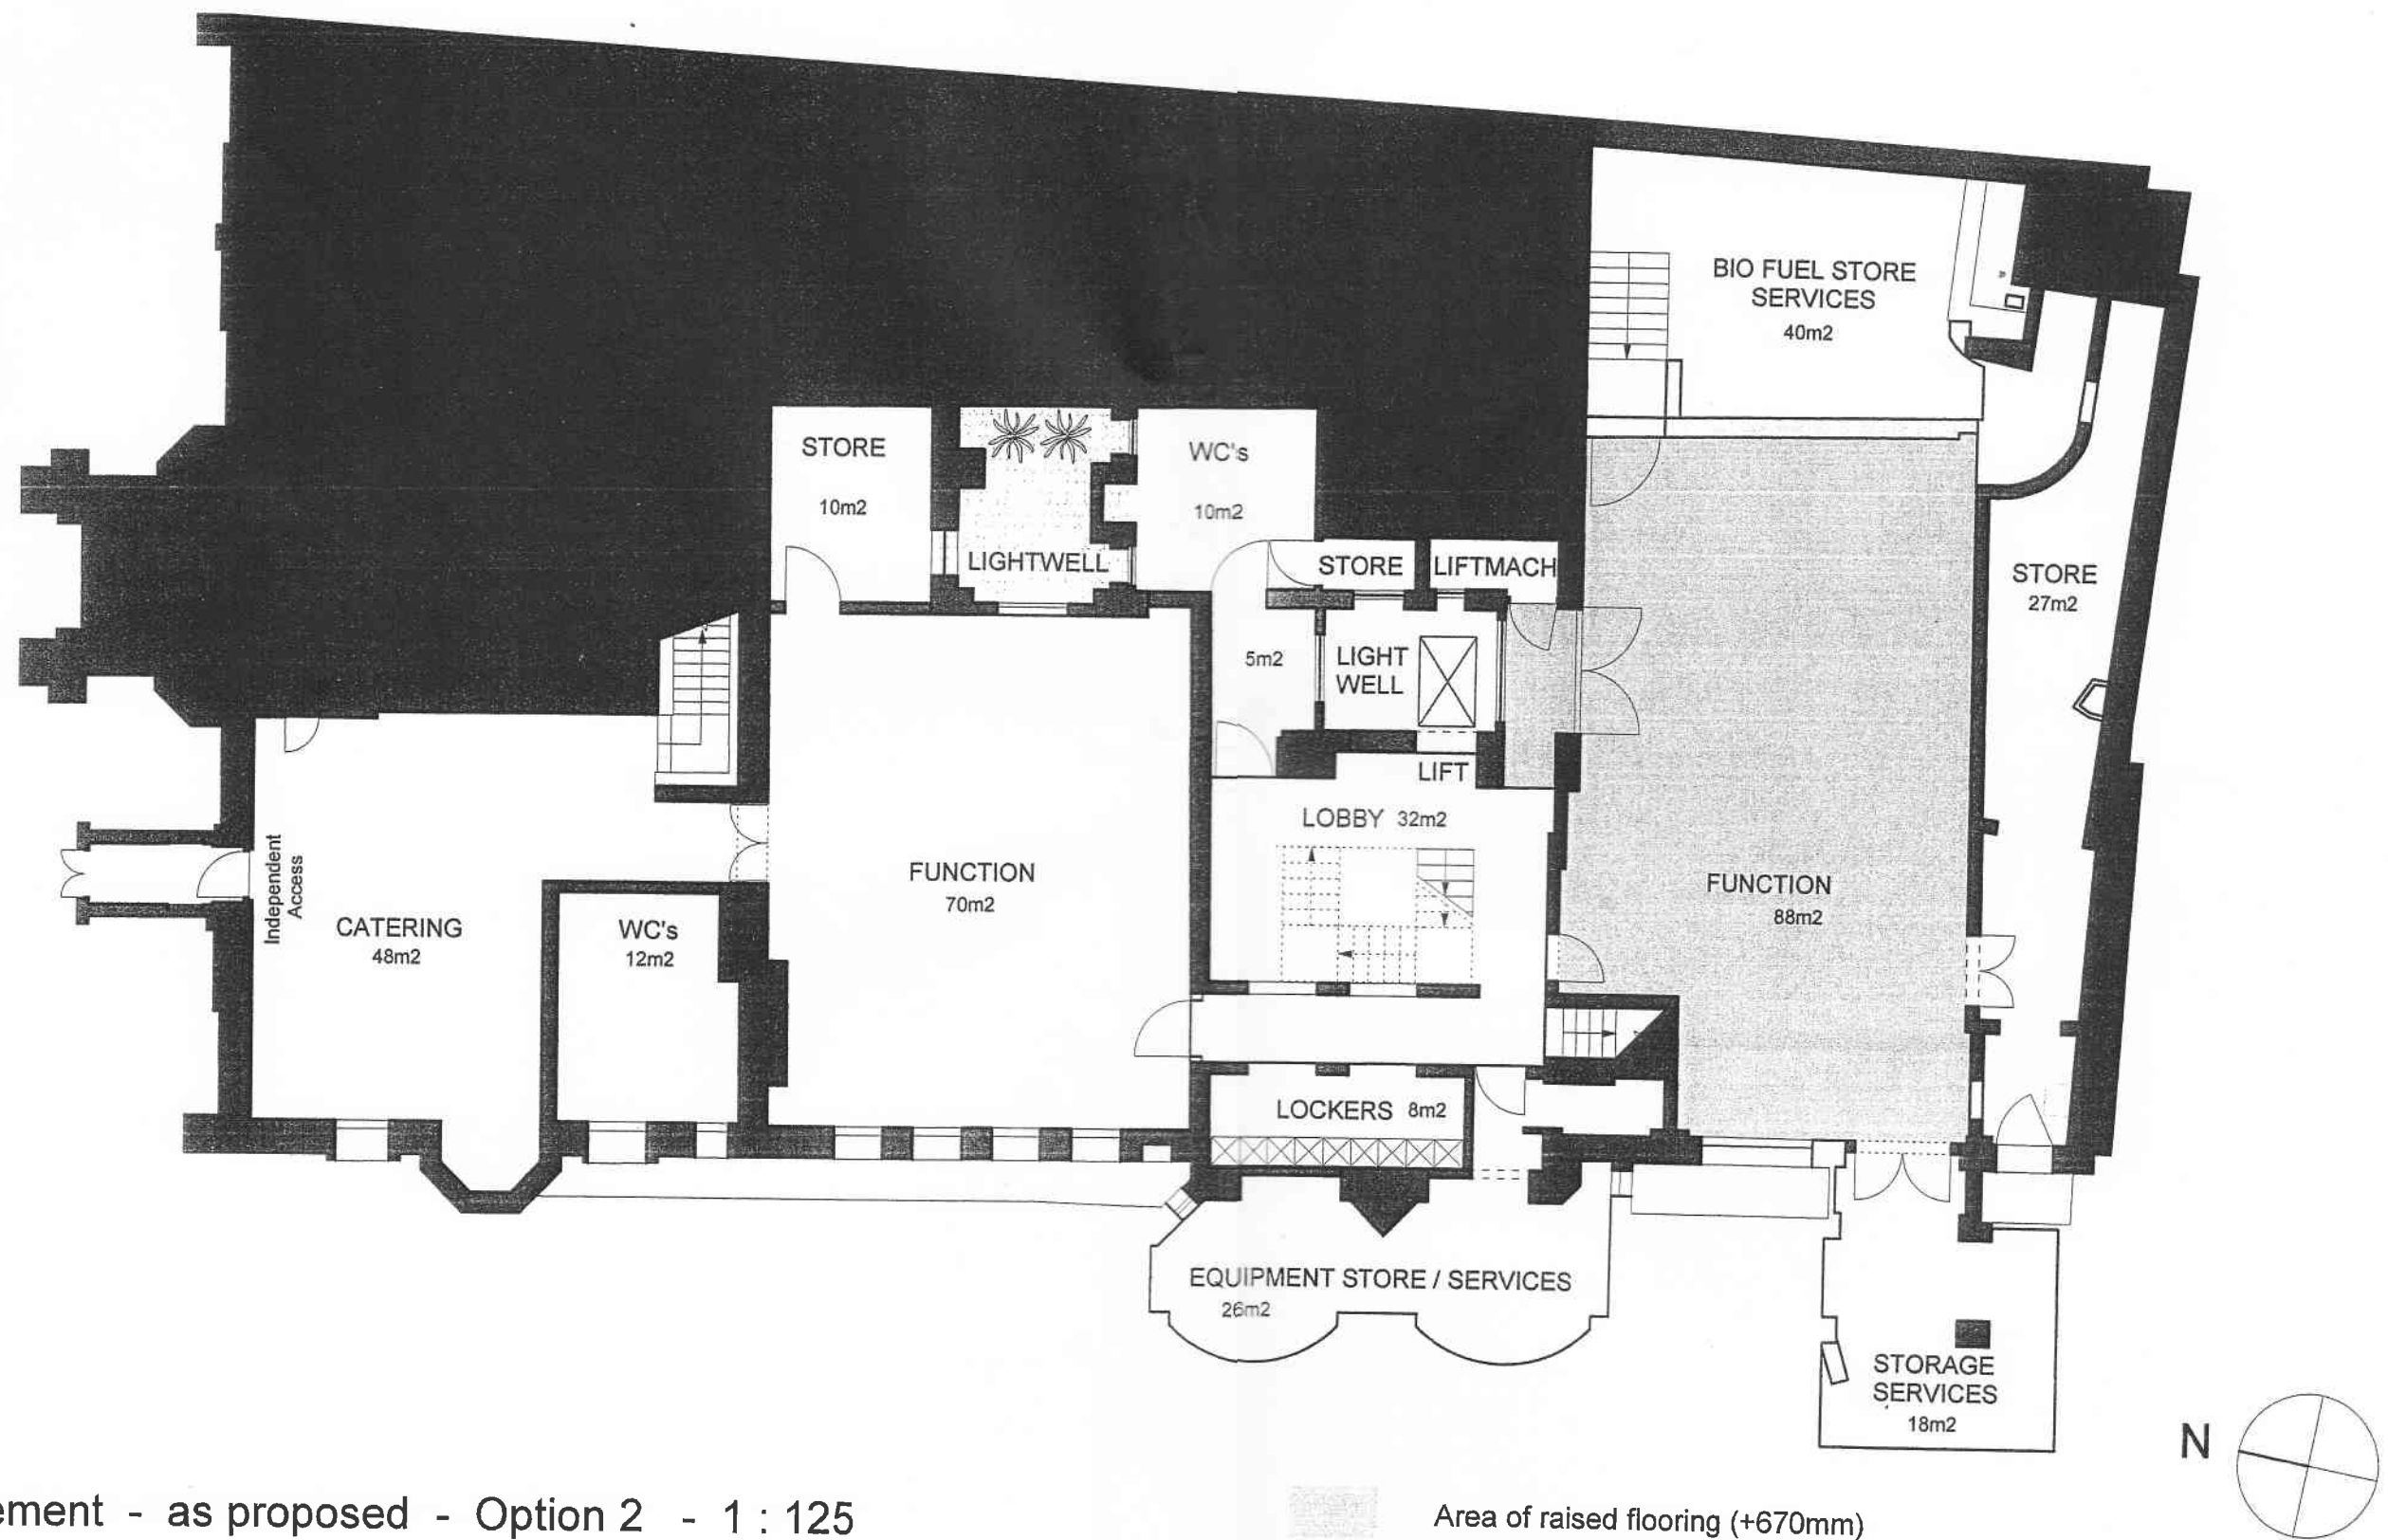 BIO FUEL STORE
SERVICES
40m2
STORE
10m2
WC's
10m2
LIGHTWELL
STORE
LIFTMACH
STORE
27m2
5m2
LIGHT
WELL
LIFT
LOBBY 32m2
Independent
Access
CATERING
48m2
WC's
12m2
FUNCTION
70m2
FUNCTION
88m2
LOCKERS 8m2
EQUIPMENT STORE / SERVICES
26m2
STORAGE
SERVICES
18m2
N
ement - as proposed - Option 2 - 1 : 125
Area of raised flooring (+670mm)